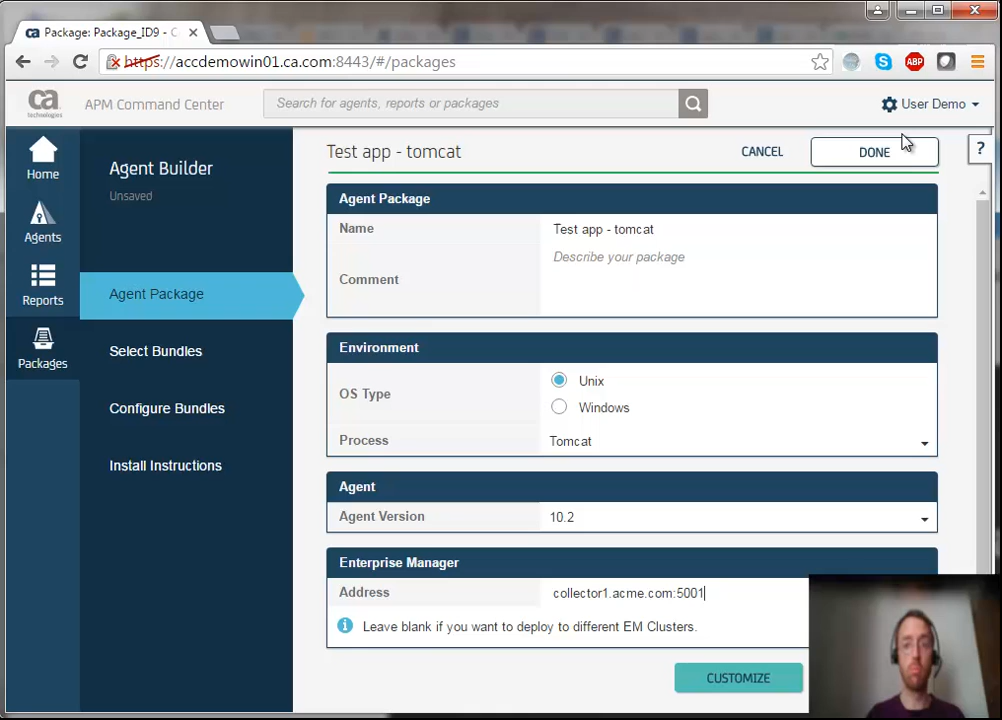 Package: Package_ID9 - C
https://accdemowin01.ca.com:8443/#/packages
ABP
ca
technologies
APM Command Center
Search for agents, reports or packages
User Demo
Home
Agents
Reports
Packages
Agent Builder
Unsaved
Agent Package
Select Bundles
Configure Bundles
Install Instructions
Test app - tomcat
CANCEL
DONE
?
Agent Package
Name
Test app - tomcat
Comment
Describe your package
Environment
OS Type
Unix
Windows
Process
Tomcat
Agent
Agent Version
10.2
Enterprise Manager
Address
collector1.acme.com:5001
Leave blank if you want to deploy to different EM Clusters.
CUSTOMIZE